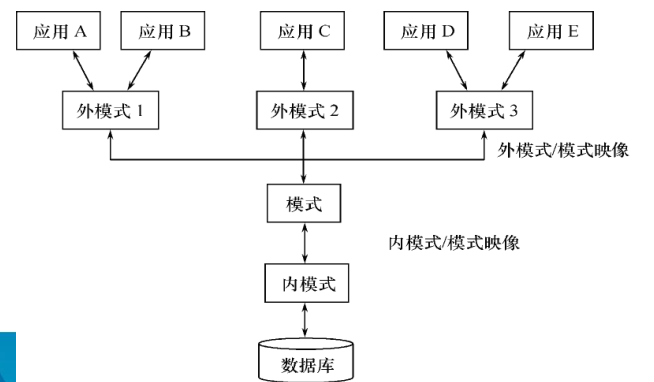 应用 A
应用 B
应用 C
应用 D
应用 E
外模式 1
外模式 2
外模式 3
外模式/模式映像
模式
内模式/模式映像
内模式
数据库